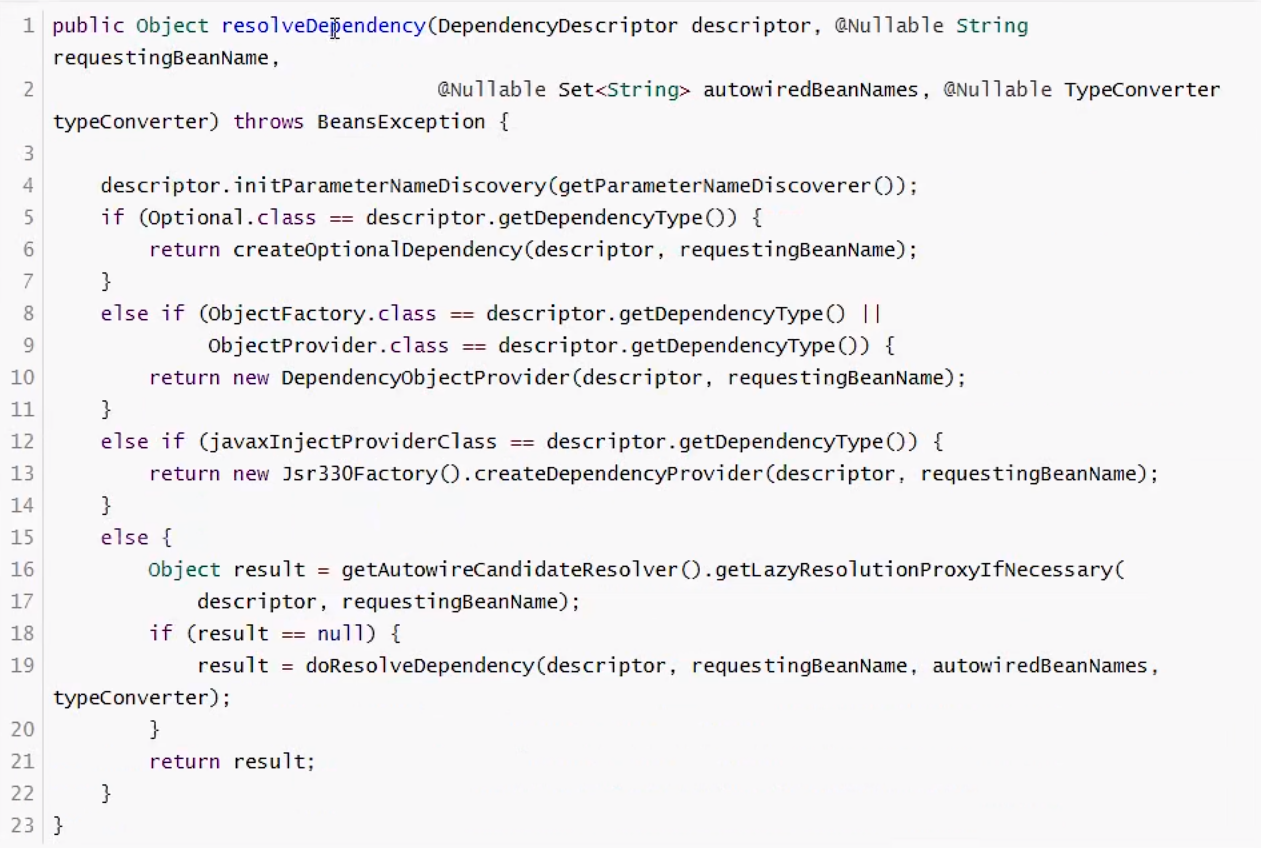 1 public Object resolveDependency(DependencyDescriptor descriptor, @Nullable String
requestingBeanName,
2                                 @Nullable Set<String> autowiredBeanNames, @Nullable TypeConverter
typeConverter) throws BeansException {
3
4     descriptor.initParameterNameDiscovery(getParameterNameDiscoverer());
5     if (Optional.class == descriptor.getDependencyType()) {
6         return createOptionalDependency(descriptor, requestingBeanName);
7     }
8     else if (ObjectFactory.class == descriptor.getDependencyType() ||
9              ObjectProvider.class == descriptor.getDependencyType()) {
10         return new DependencyObjectProvider(descriptor, requestingBeanName);
11     }
12     else if (javaxInjectProviderClass == descriptor.getDependencyType()) {
13         return new Jsr330Factory().createDependencyProvider(descriptor, requestingBeanName);
14     }
15     else {
16         Object result = getAutowireCandidateResolver().getLazyResolutionProxyIfNecessary(
17             descriptor, requestingBeanName);
18         if (result == null) {
19             result = doResolveDependency(descriptor, requestingBeanName, autowiredBeanNames,
typeConverter);
20         }
21         return result;
22     }
23 }